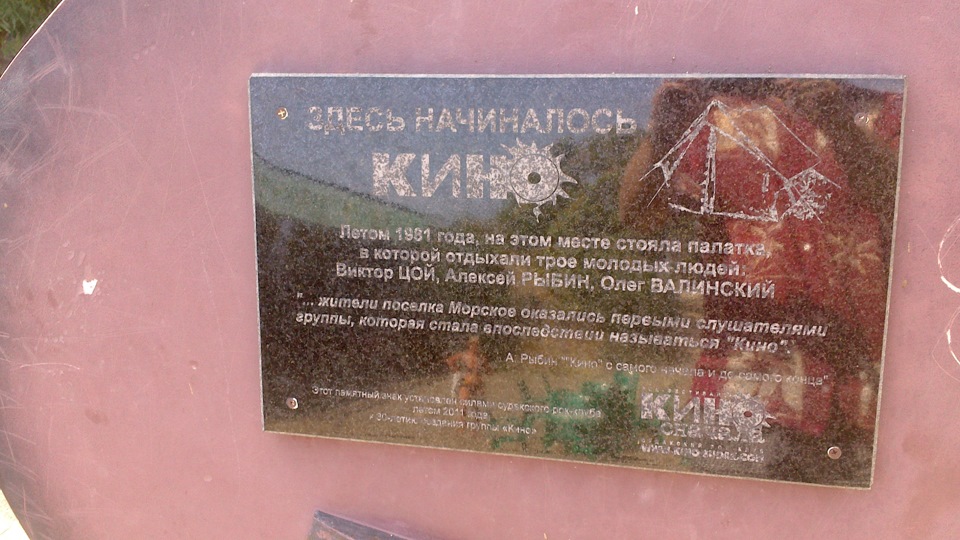 ЗДЕСЬ НАЧИНАЛОСЬ
КИНО
Летом 1981 года, на этом месте стояла палатка,
в которой отдыхали трое молодых людей:
Виктор ЦОЙ, Алексей РЫБИН, Олег ВАЛИНСКИЙ
"... жители поселка Морское оказались первыми слушателями
группы, которая стала впоследствии называться "Кино".
А. Рыбин "Кино" с самого начала и до самого конца"
Этот памятный знак установлен силами судакского рок-клуба
летом 2011 года,
к 30-летию создания группы «Кино»
КИНО